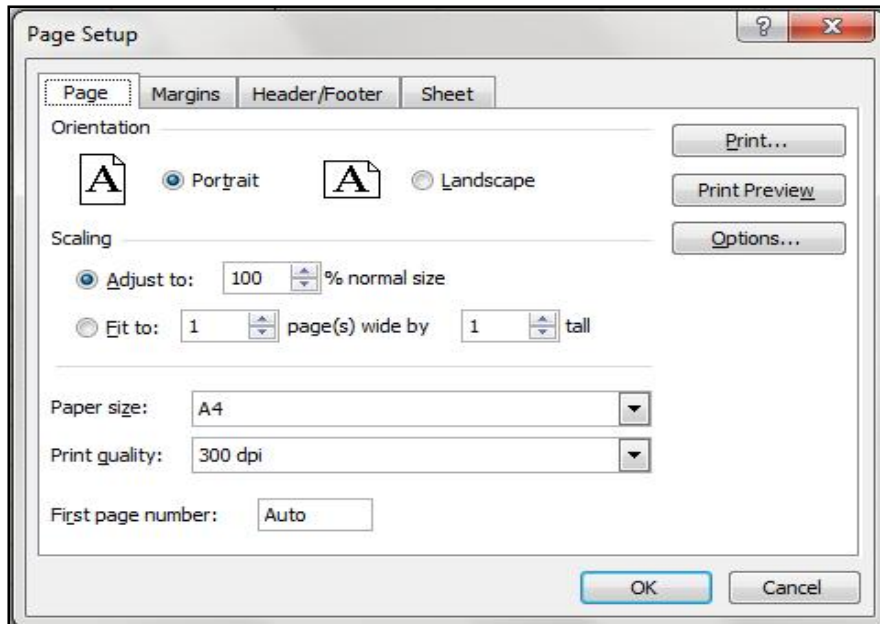 Page Setup
?
X
Page Margins Header/Footer Sheet
Orientation
Print...
A Portrait A Landscape
Print Preview
Scaling
Options...
Adjust to: 100 % normal size
Fit to: 1 page(s) wide by 1 tall
Paper size: A4
Print quality: 300 dpi
First page number: Auto
OK Cancel